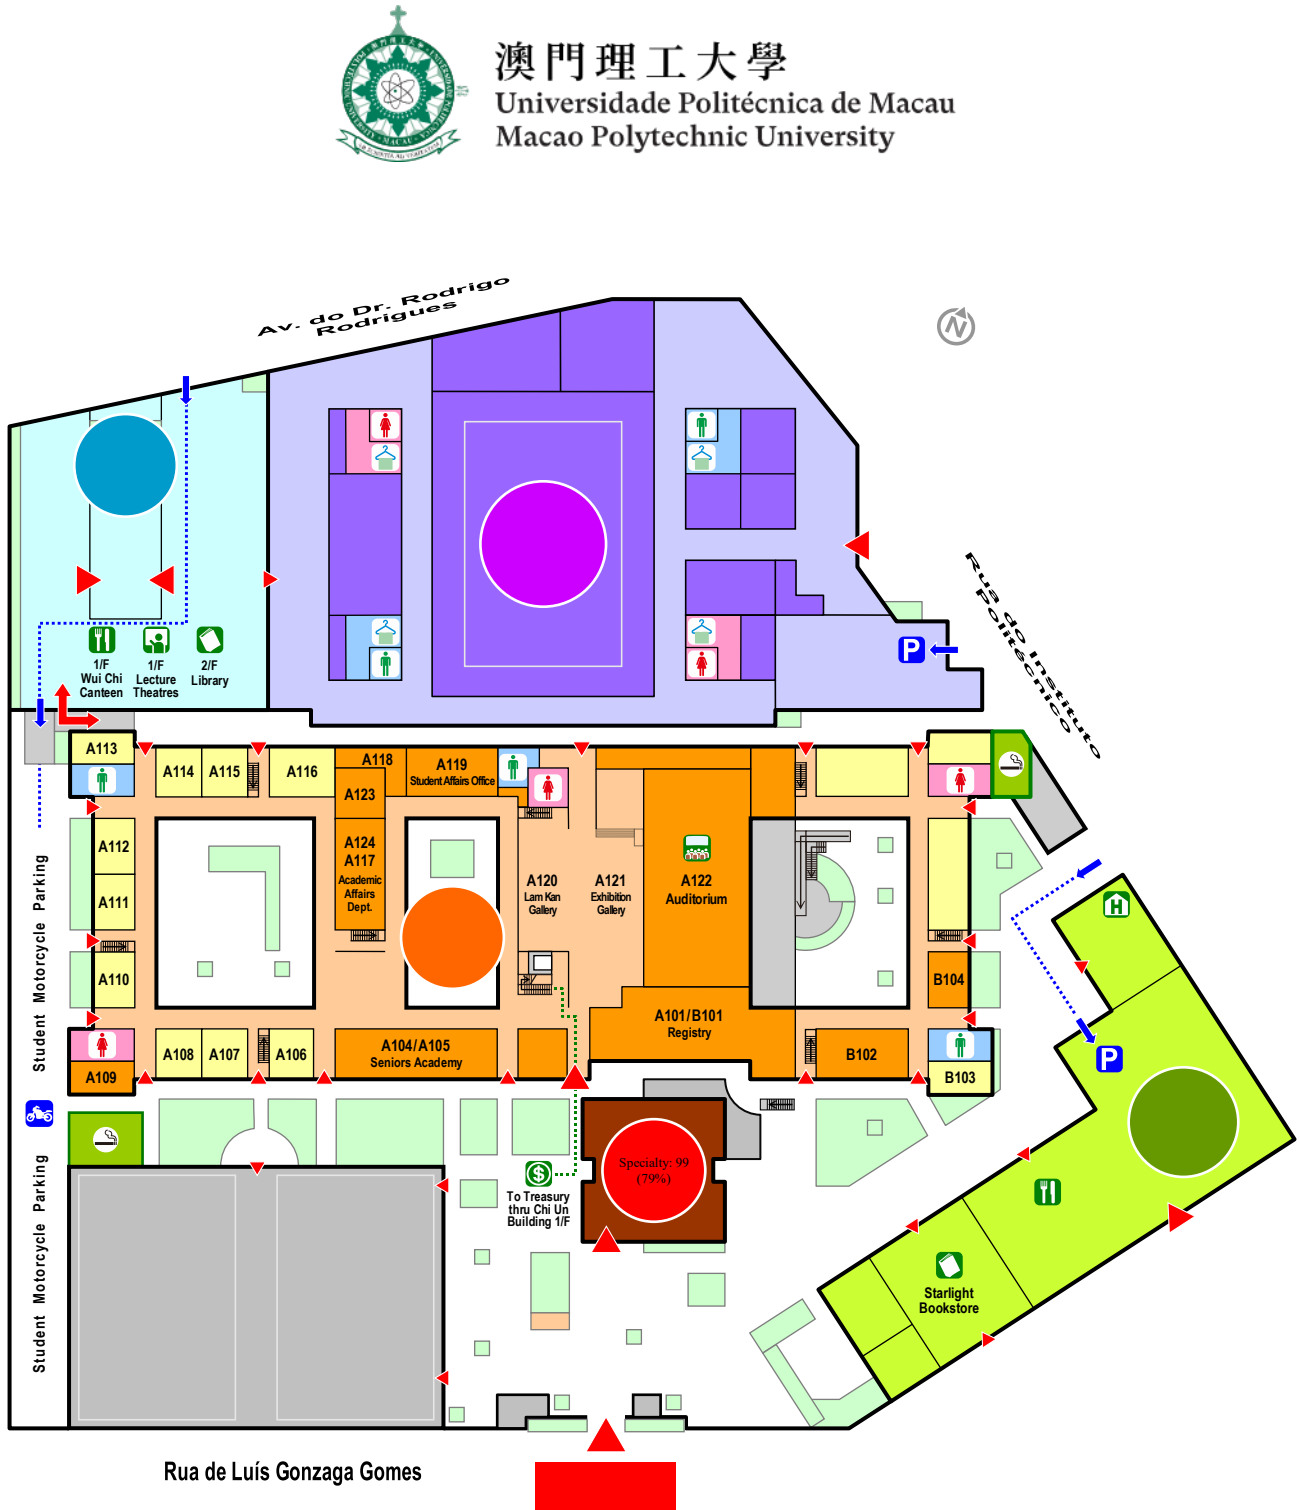 澳門理工大學
Universidade Politécnica de Macau
Macao Polytechnic University
Av. do Dr. Rodrigo
Rodrigues
N
Rua do Instituto
Politécnico
1/F
Wui Chi
Canteen
1/F
Lecture
Theatres
2/F
Library
P
A113
A114
A115
A116
A118
A119
Student Affairs Office
A123
A124
A117
Academic
Affairs
Dept.
A112
A111
A110
A120
Lam Kan
Gallery
A121
Exhibition
Gallery
A122
Auditorium
B104
H
A101/B101
Registry
A109
A108
A107
A106
A104/A105
Seniors Academy
B102
B103
P
Student Motorcycle Parking
Student Motorcycle Parking
Specialty: 99
(79%)
$
To Treasury
thru Chi Un
Building 1/F
Starlight
Bookstore
Rua de Luís Gonzaga Gomes